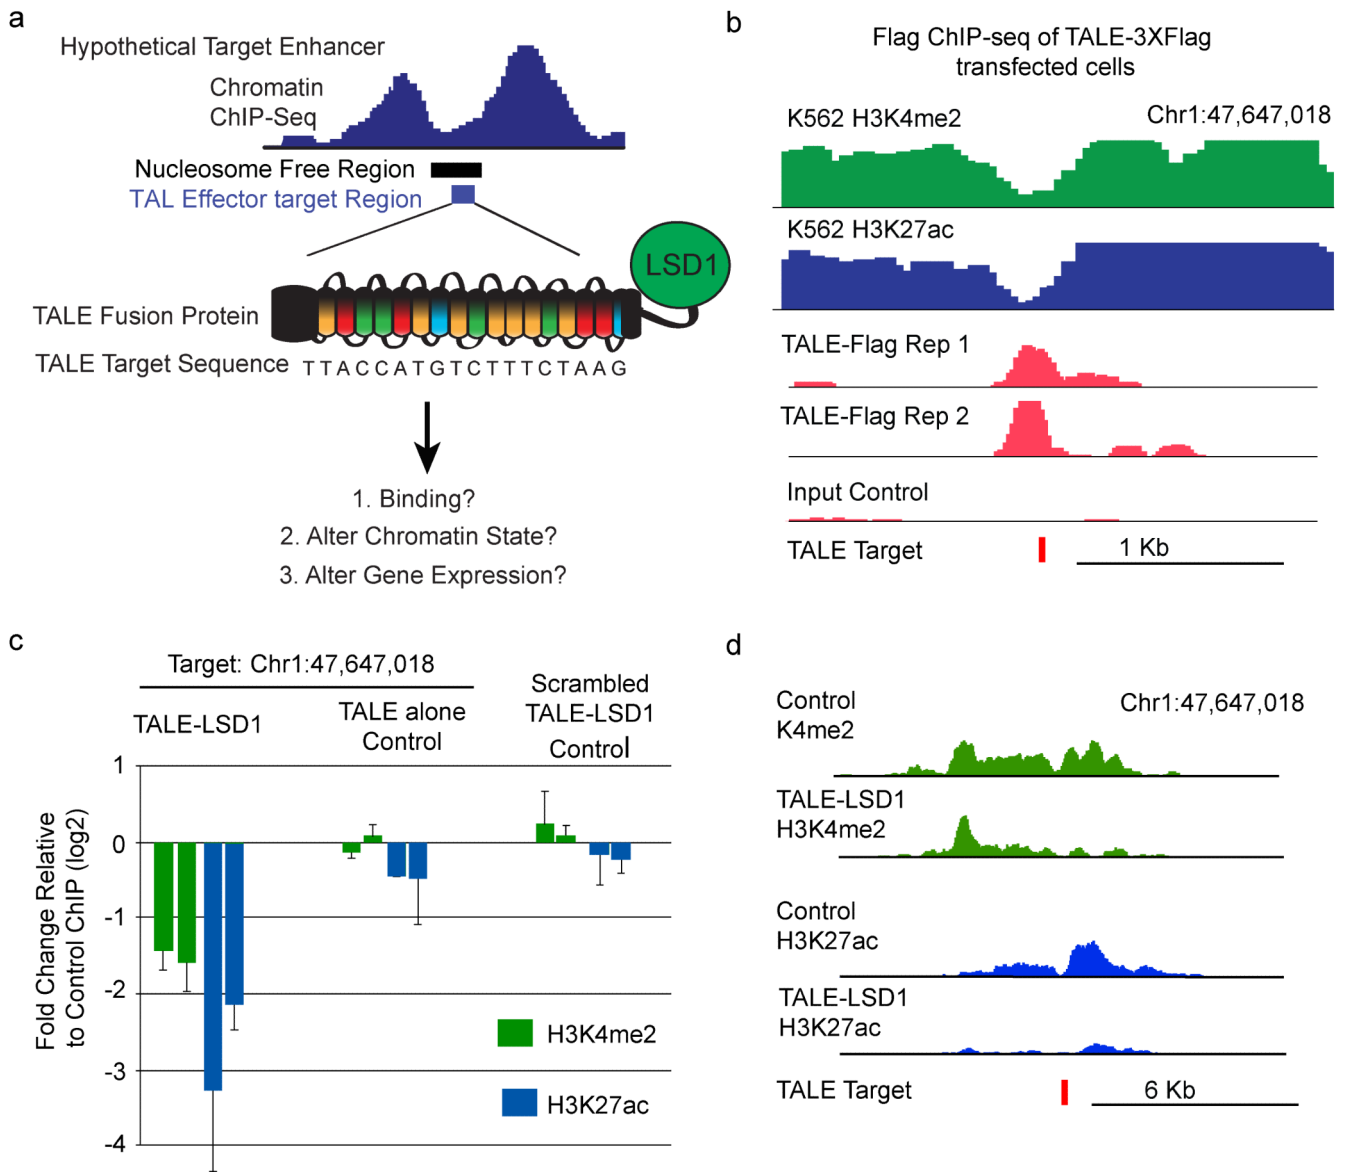 a
Hypothetical Target Enhancer
Chromatin
ChIP-Seq
Nucleosome Free Region
TAL Effector target Region
LSD1
TALE Fusion Protein
TALE Target Sequence
T T A C C A T G T C T T T C T A A G
1. Binding?
2. Alter Chromatin State?
3. Alter Gene Expression?
b
Flag ChIP-seq of TALE-3XFlag
transfected cells
K562 H3K4me2
Chr1:47,647,018
K562 H3K27ac
TALE-Flag Rep 1
TALE-Flag Rep 2
Input Control
TALE Target
1 Kb
c
Target: Chr1:47,647,018
TALE-LSD1
TALE alone
Control
Scrambled
TALE-LSD1
Control
Fold Change Relative
to Control ChIP (log2)
1
0
-1
-2
-3
-4
H3K4me2
H3K27ac
d
Control
K4me2
Chr1:47,647,018
TALE-LSD1
H3K4me2
Control
H3K27ac
TALE-LSD1
H3K27ac
TALE Target
6 Kb